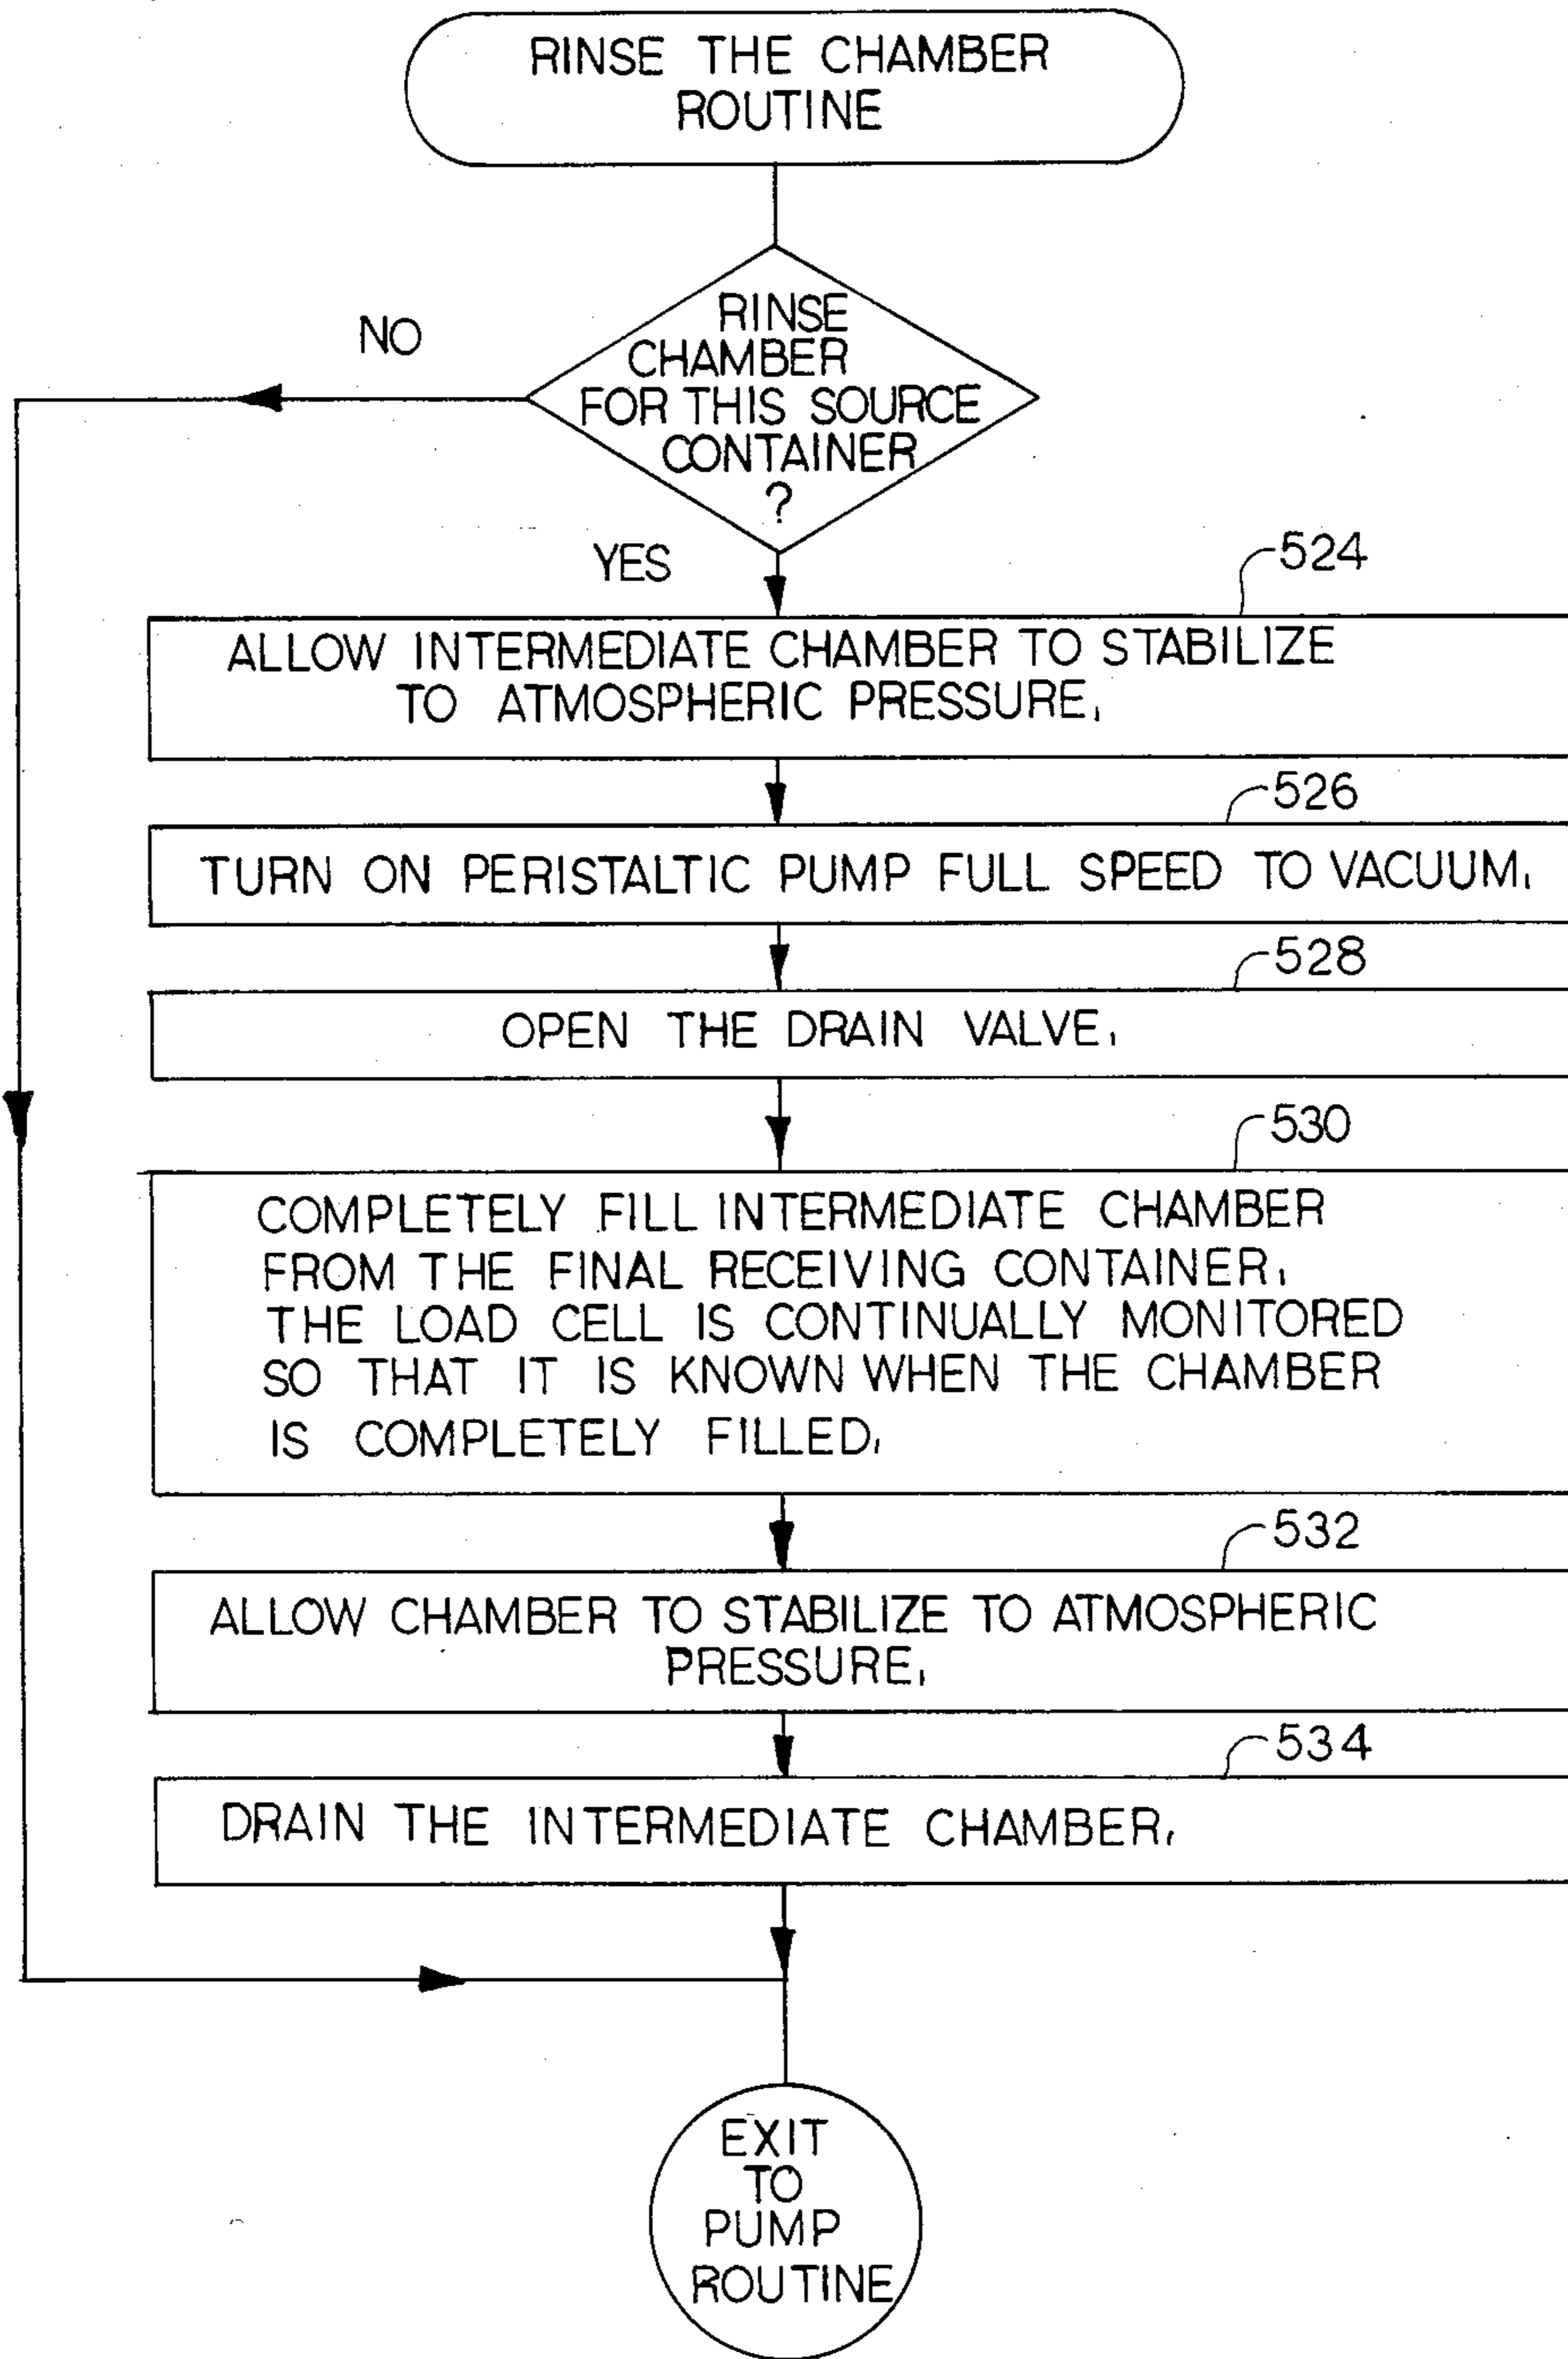 RINSE THE CHAMBER
ROUTINE
RINSE
CHAMBER
FOR THIS SOURCE
CONTAINER
?
NO
YES
524
ALLOW INTERMEDIATE CHAMBER TO STABILIZE
TO ATMOSPHERIC PRESSURE.
526
TURN ON PERISTALTIC PUMP FULL SPEED TO VACUUM.
528
OPEN THE DRAIN VALVE.
530
COMPLETELY FILL INTERMEDIATE CHAMBER
FROM THE FINAL RECEIVING CONTAINER.
THE LOAD CELL IS CONTINUALLY MONITORED
SO THAT IT IS KNOWN WHEN THE CHAMBER
IS COMPLETELY FILLED.
532
ALLOW CHAMBER TO STABILIZE TO ATMOSPHERIC
PRESSURE.
534
DRAIN THE INTERMEDIATE CHAMBER.
EXIT
TO
PUMP
ROUTINE